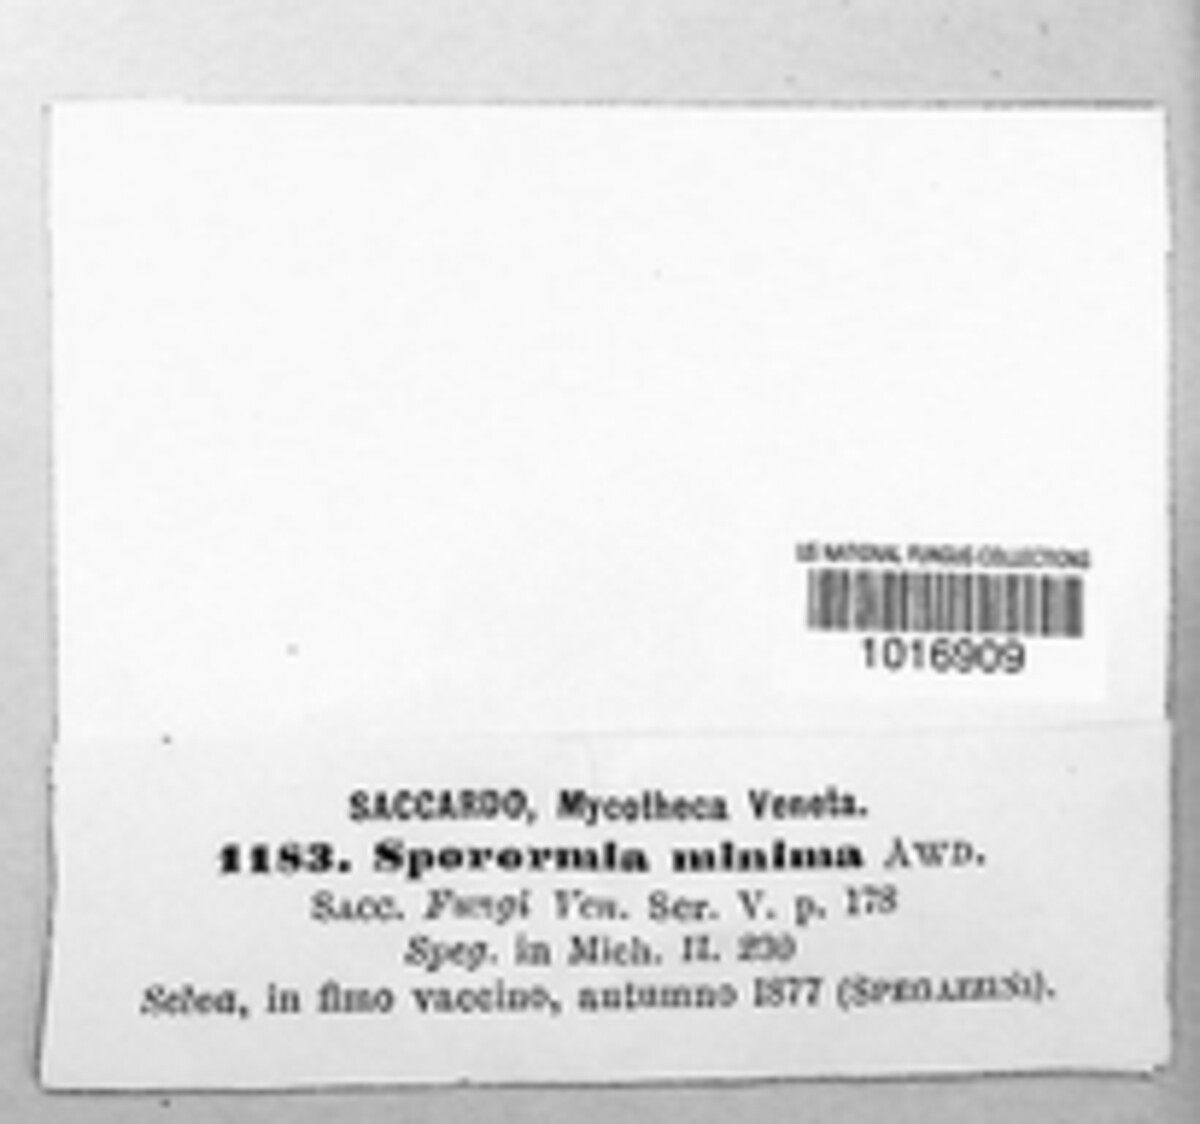 US NATIONAL FUNGUS COLLECTIONS
1016909
SACCARDO, Mycotheca Veneta.
1183. Sporormia minima AWD.
SACC. Fungi Ven. Ser. V. p. 178
Speg. in Mich. II. 230
Selva, in fimo vaccino, autumno 1877 (SPEGAZZINI).